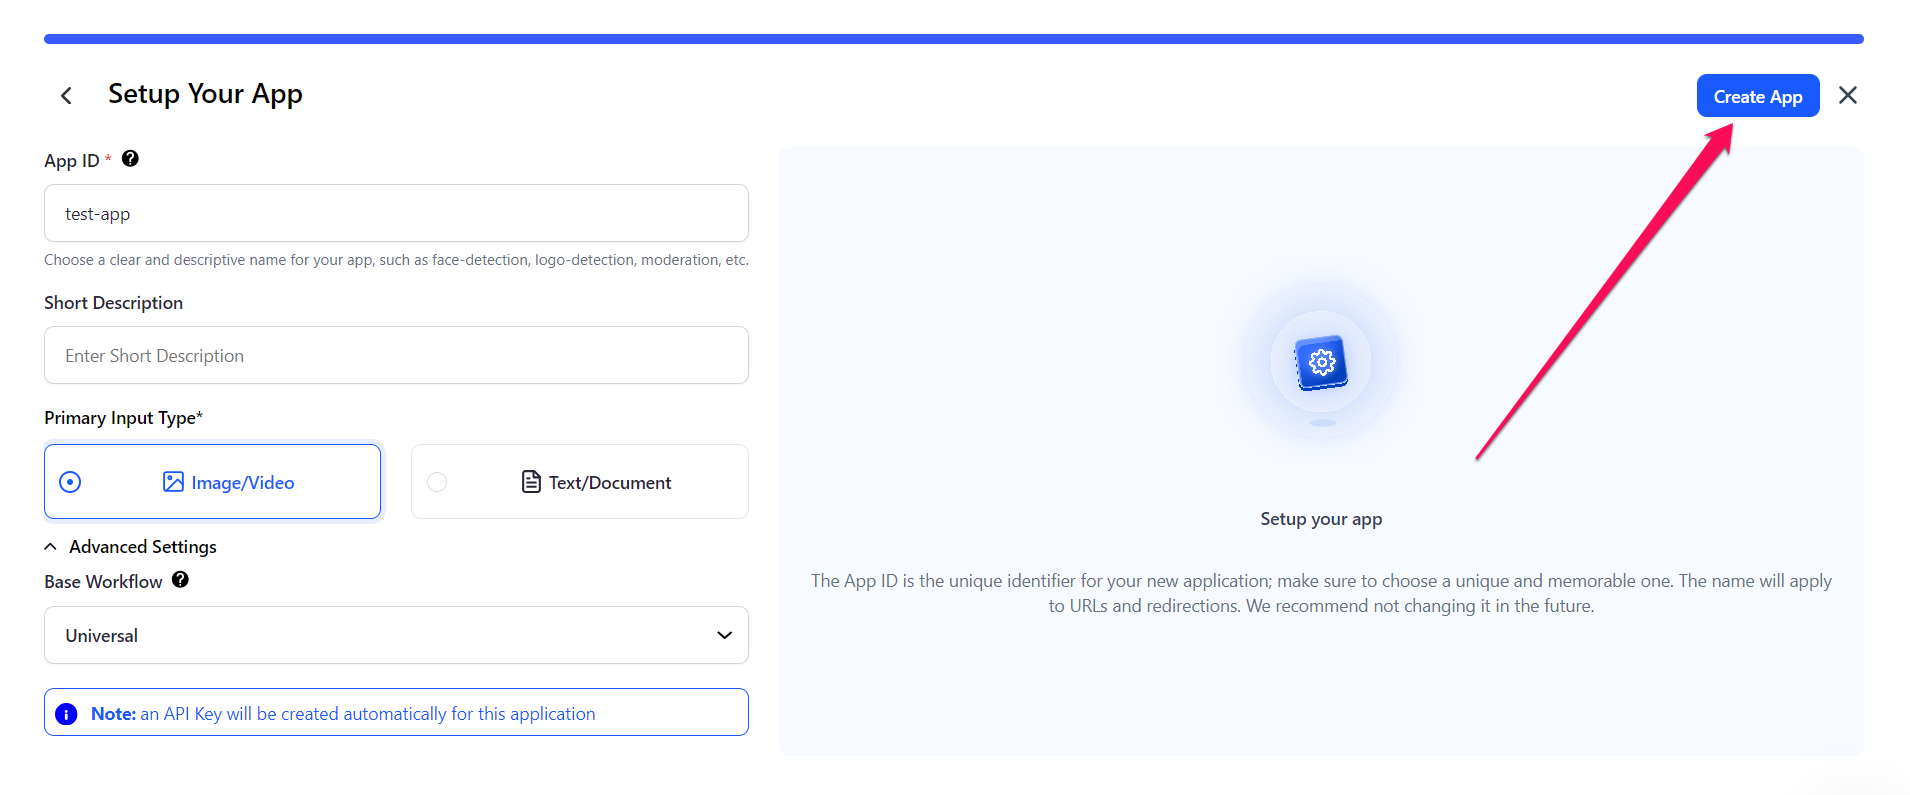 Setup Your App
Create App
App ID *
test-app
Choose a clear and descriptive name for your app, such as face-detection, logo-detection, moderation, etc.
Short Description
Enter Short Description
Primary Input Type*
Image/Video
Text/Document
Advanced Settings
Base Workflow
Universal
Note: an API Key will be created automatically for this application
Setup your app
The App ID is the unique identifier for your new application; make sure to choose a unique and memorable one. The name will apply
to URLs and redirections. We recommend not changing it in the future.